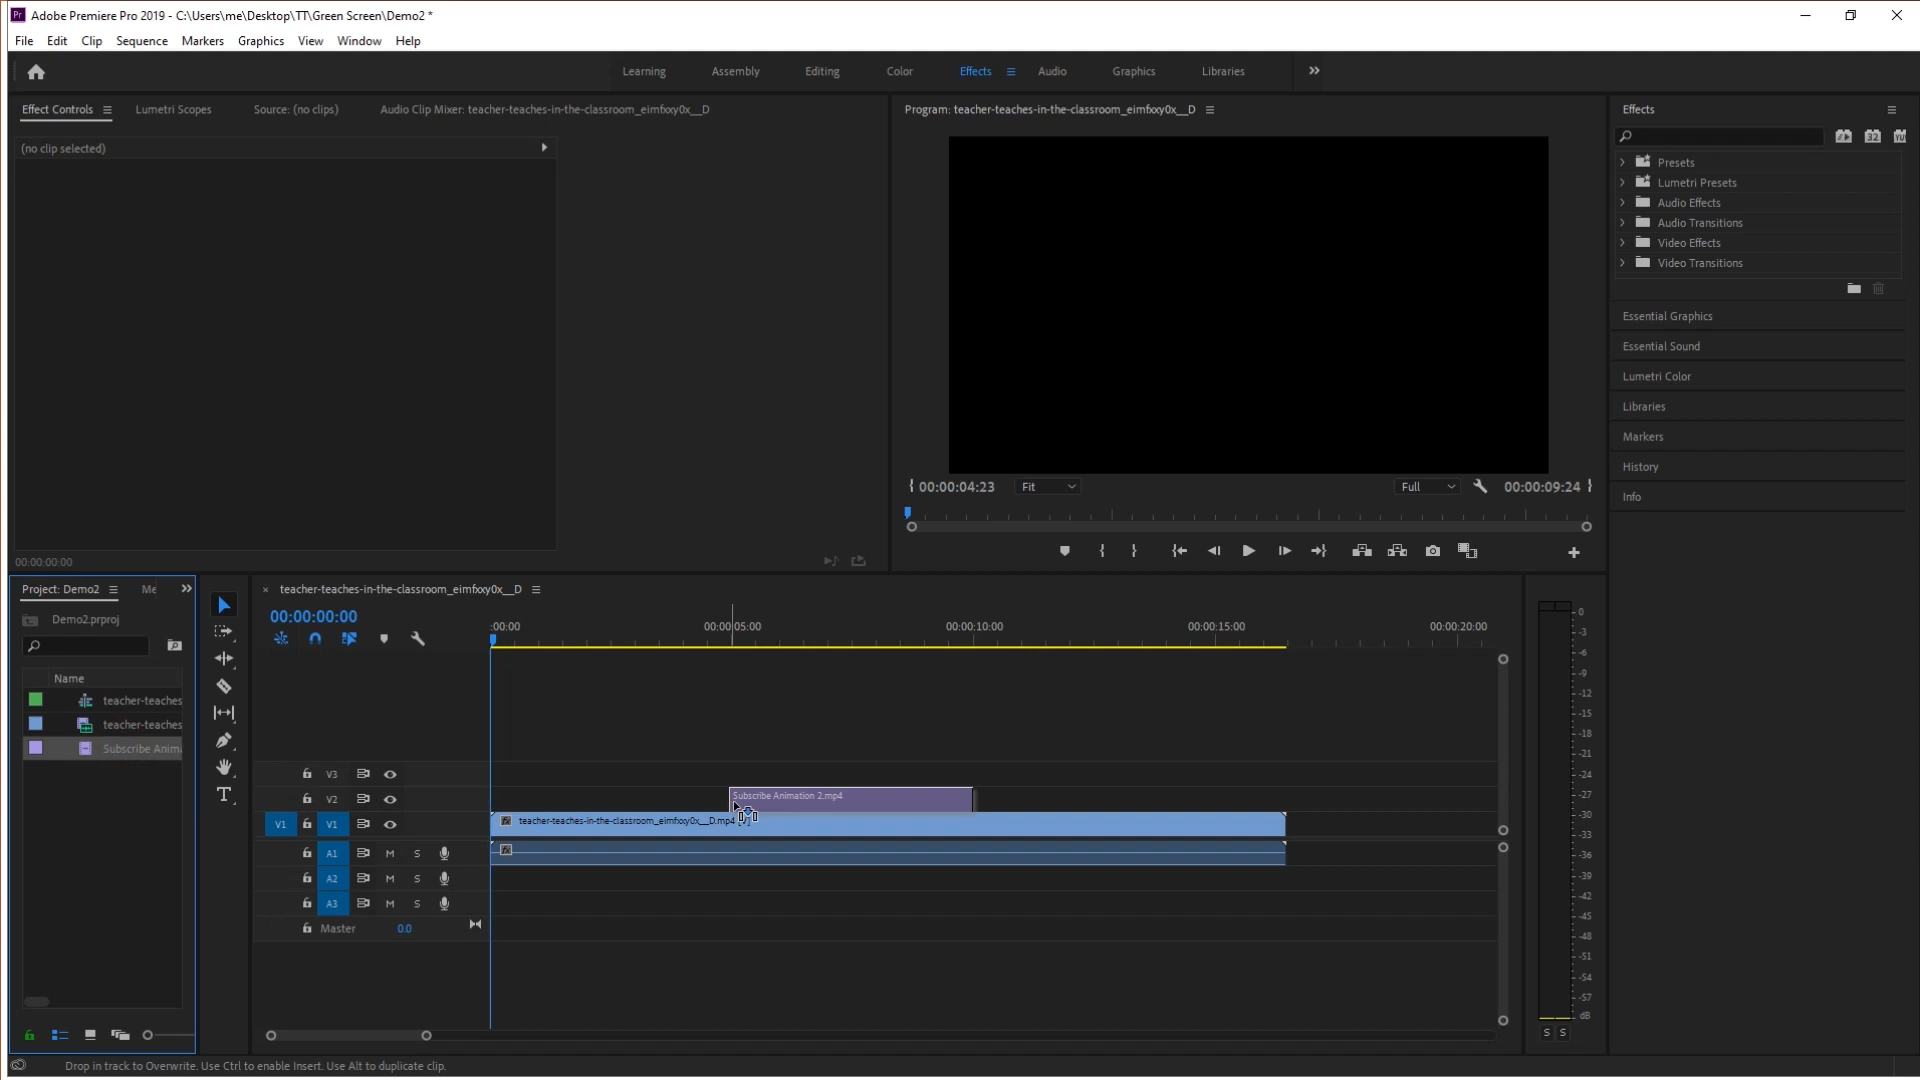 Adobe Premiere Pro 2019 - C:\Users\me\Desktop\TT\Green Screen\Demo2 *
File Edit Clip Sequence Markers Graphics View Window Help
Learning Assembly Editing Color Effects Audio Graphics Libraries
Effect Controls Lumetri Scopes Source: (no clips) Audio Clip Mixer: teacher-teaches-in-the-classroom_eimfxxy0x__D
Program: teacher-teaches-in-the-classroom_eimfxxy0x__D
Effects
(no clip selected)
Presets
Lumetri Presets
Audio Effects
Audio Transitions
Video Effects
Video Transitions
Essential Graphics
Essential Sound
Lumetri Color
Libraries
Markers
History
Info
00:00:04:23 Fit Full 00:00:09:24
00:00:00:00
Project: Demo2 Me
Demo2.prproj
Name
teacher-teaches
teacher-teaches
Subscribe Anima
teacher-teaches-in-the-classroom_eimfxxy0x__D
00:00:00:00
:00:00 00:00:05:00 00:00:10:00 00:00:15:00 00:00:20:00
V3
V2 Subscribe Animation 2.mp4
V1 V1 teacher-teaches-in-the-classroom_eimfxxy0x__D.mp4
A1 M S
A2 M S
A3 M S
Master 0.0
0
-3
-6
-9
-12
-15
-18
-21
-24
-27
-30
-33
-36
-39
-42
-45
-48
-51
-54
-57
dB
S S
Drop in track to Overwrite. Use Ctrl to enable Insert. Use Alt to duplicate clip.